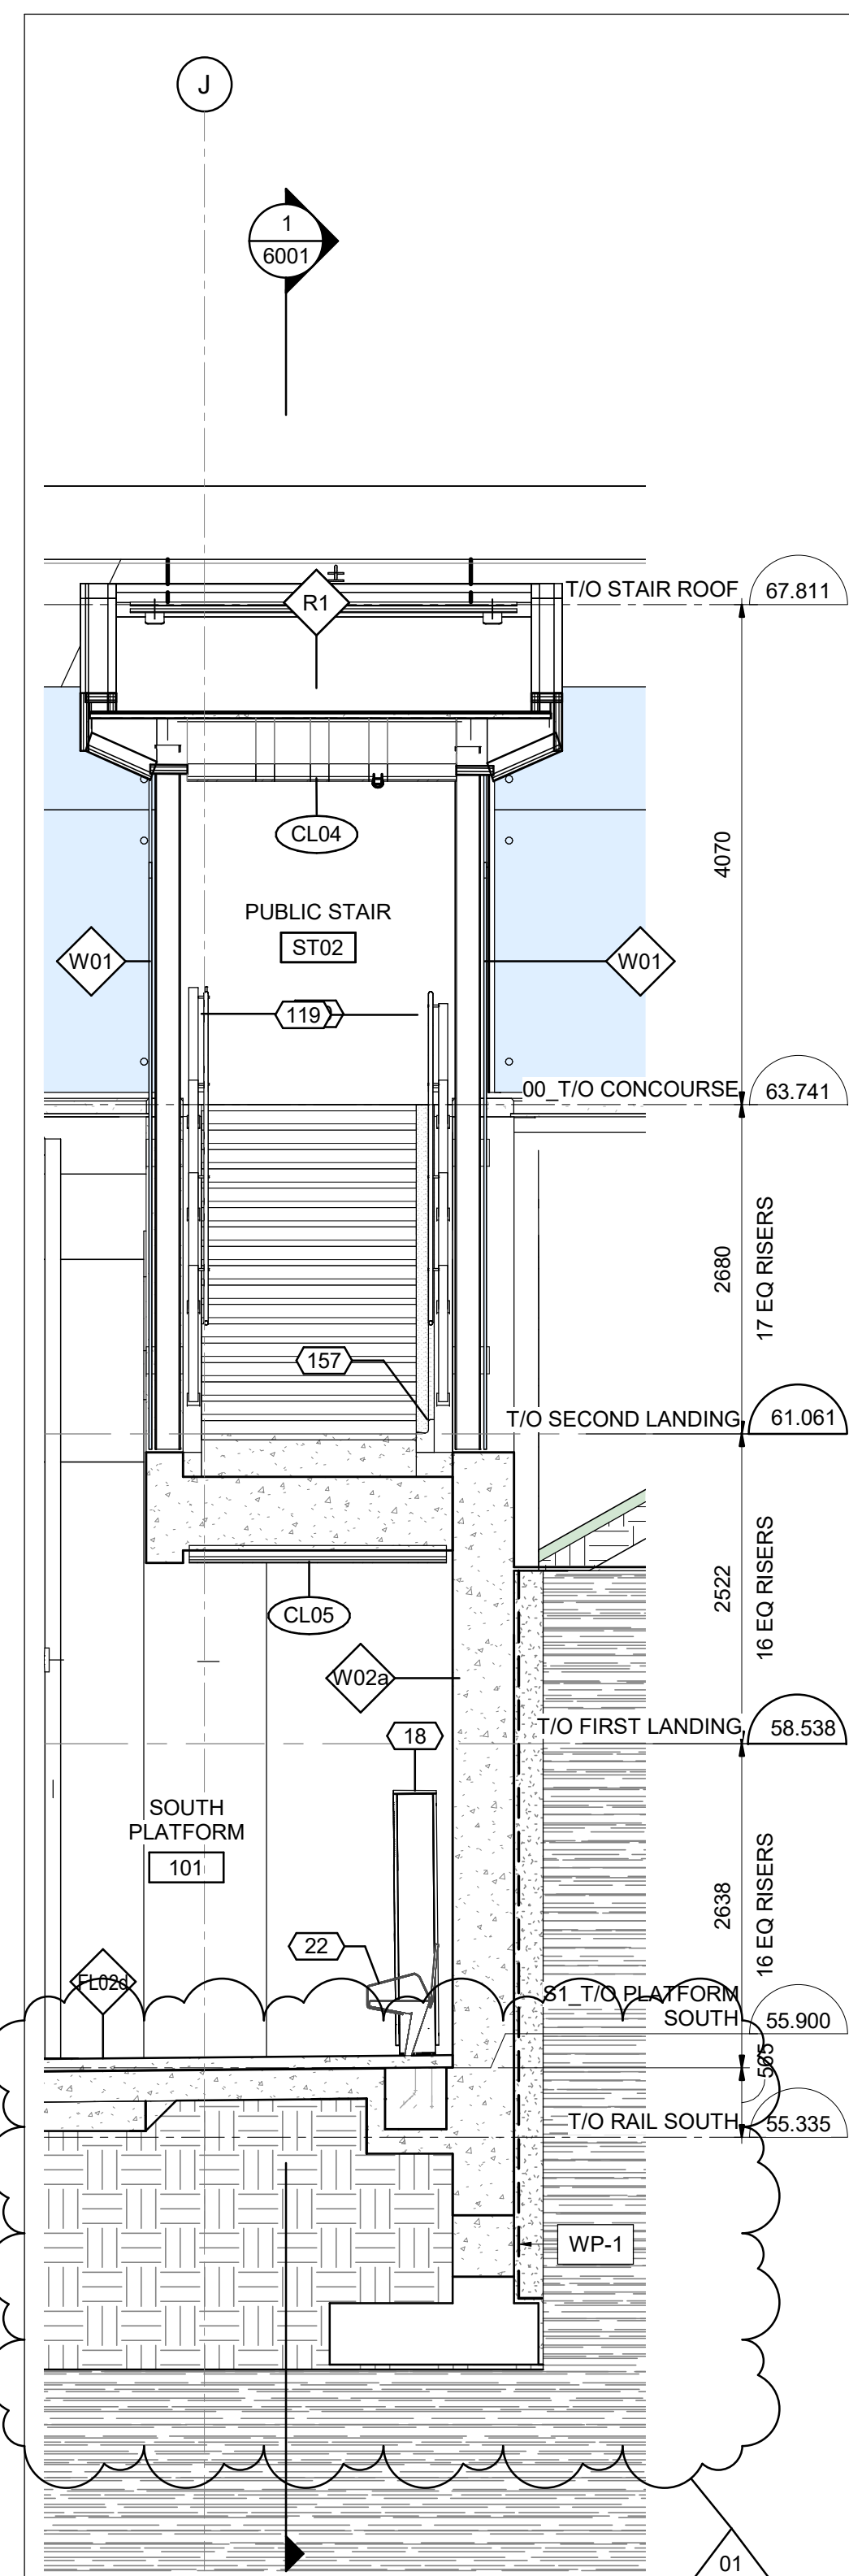 J
1
6001
T/O STAIR ROOF
67.811
R1
CL04
4070
PUBLIC STAIR
ST02
W01
W01
119
00_T/O CONCOURSE
63.741
2680
17 EQ RISERS
157
T/O SECOND LANDING
61.061
2522
16 EQ RISERS
CL05
W02a
T/O FIRST LANDING
58.538
18
SOUTH
PLATFORM
101
2638
16 EQ RISERS
22
FL02d
S1_T/O PLATFORM
SOUTH
55.900
565
T/O RAIL SOUTH
55.335
WP-1
01